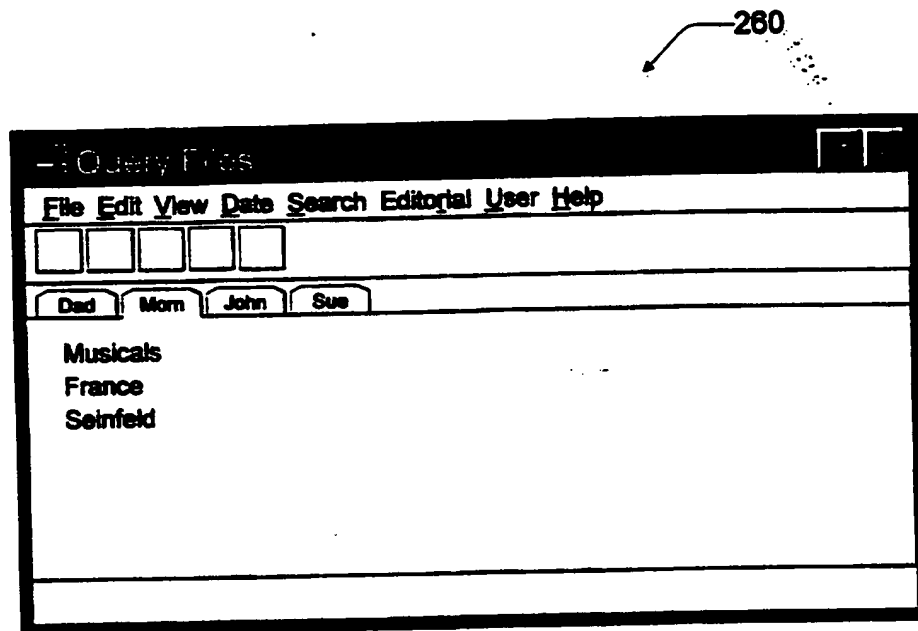 260
Query Files
File Edit View Date Search Editorial User Help
Dad Mom John Sue
Musicals
France
Seinfeld